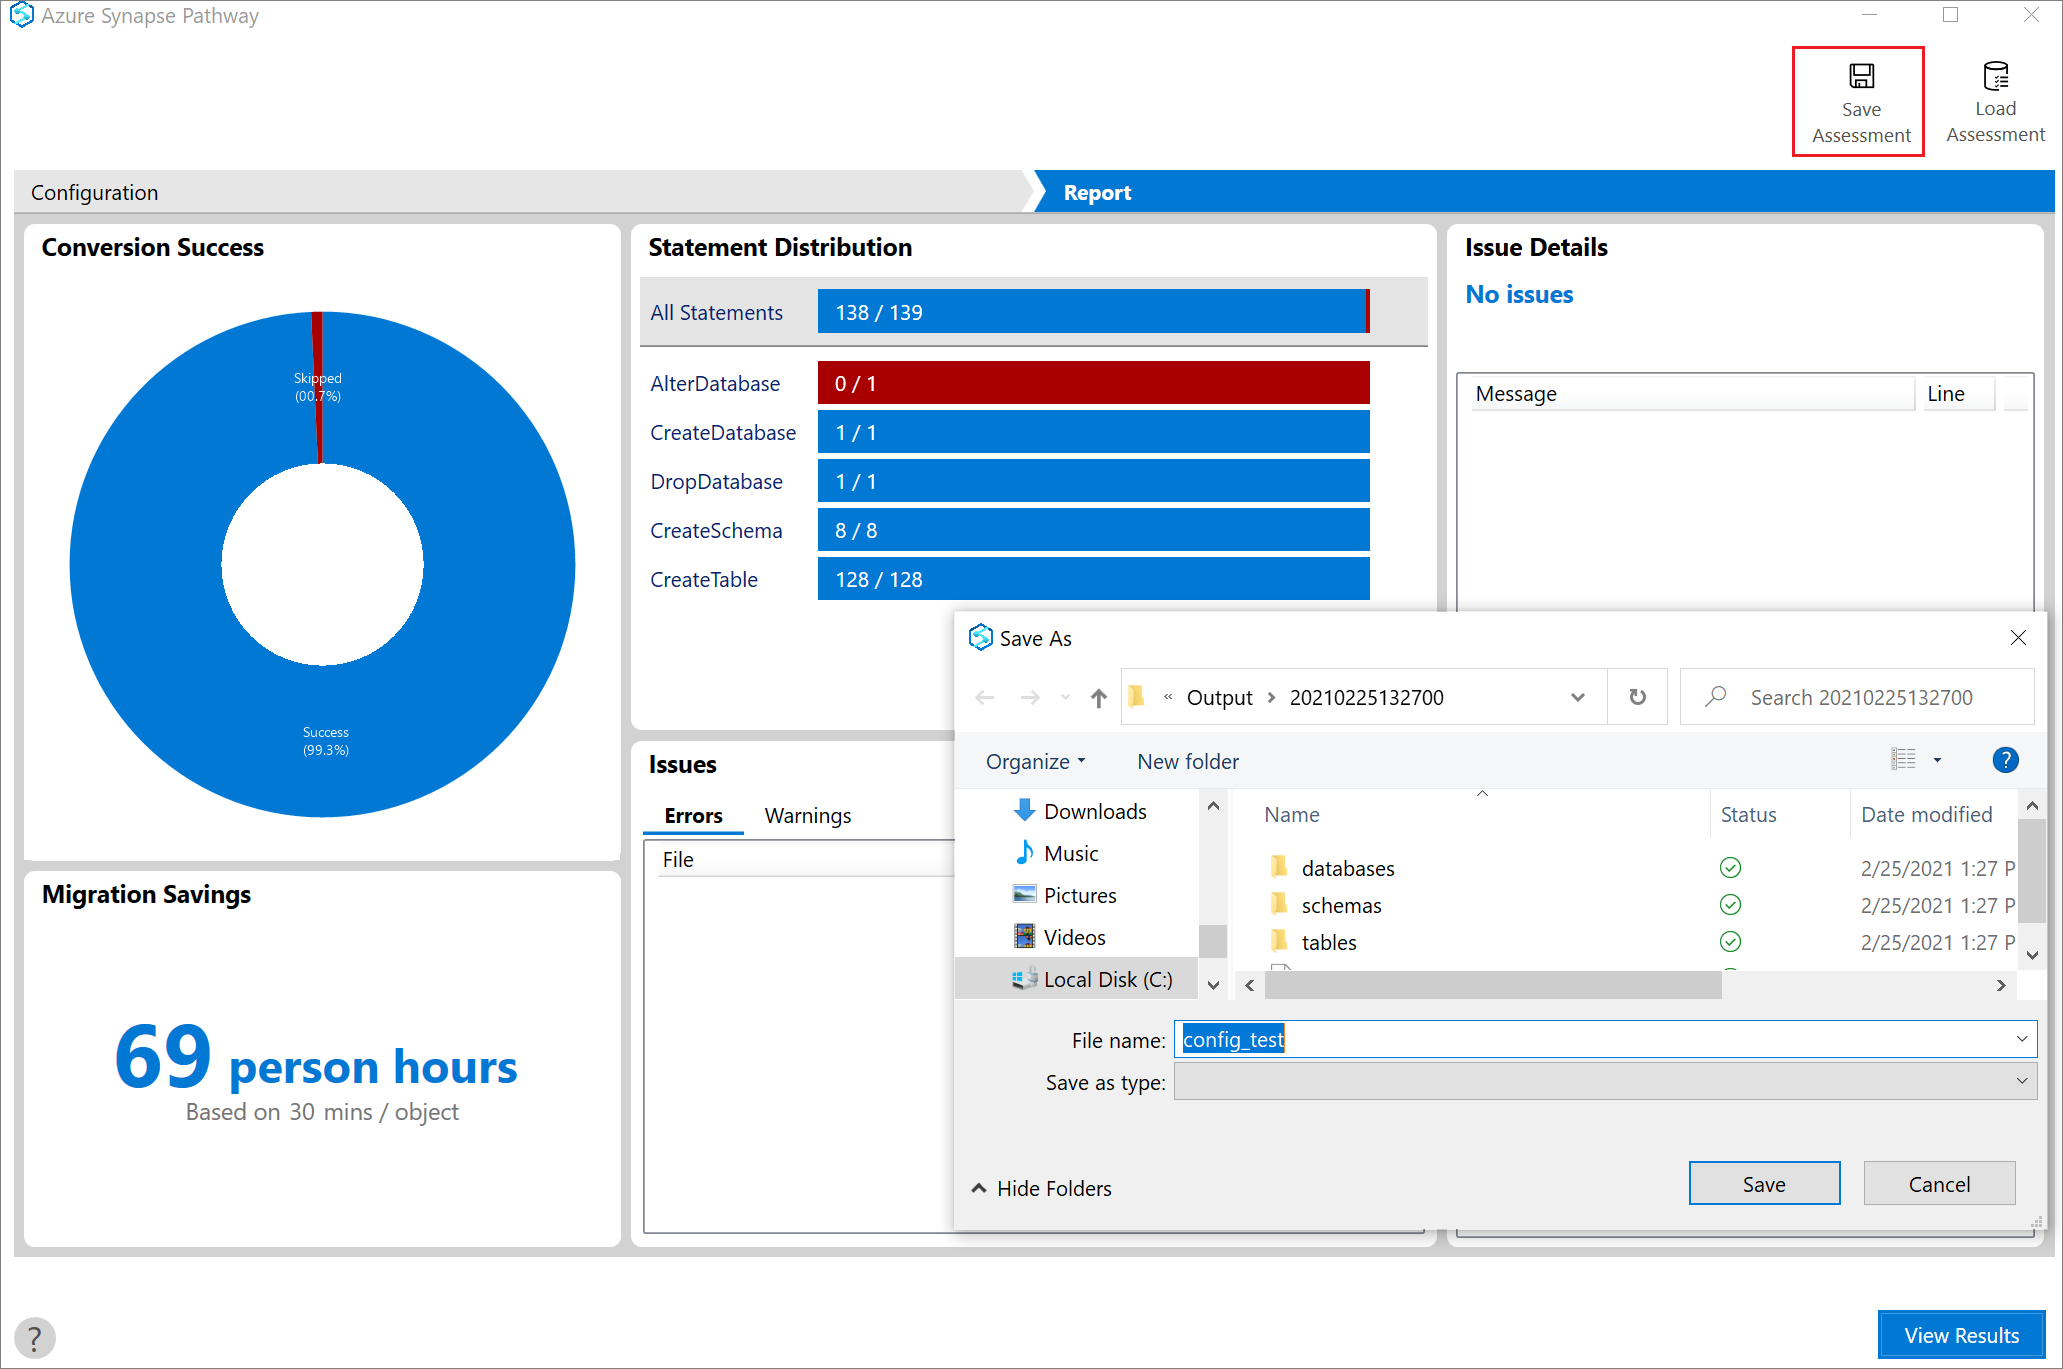 Azure Synapse Pathway
Save
Assessment
Load
Assessment
Configuration
Report
Conversion Success
Skipped
(00.7%)
Success
(99.3%)
Statement Distribution
All Statements
138 / 139
AlterDatabase
0 / 1
CreateDatabase
1 / 1
DropDatabase
1 / 1
CreateSchema
8 / 8
CreateTable
128 / 128
Issue Details
No issues
Message
Line
Migration Savings
69 person hours
Based on 30 mins / object
Issues
Errors
Warnings
File
Save As
« Output > 20210225132700
Search 20210225132700
Organize
New folder
?
Downloads
Music
Pictures
Videos
Local Disk (C:)
Name
Status
Date modified
databases
2/25/2021 1:27 P
schemas
2/25/2021 1:27 P
tables
2/25/2021 1:27 P
File name:
config_test
Save as type:
Hide Folders
Save
Cancel
?
View Results